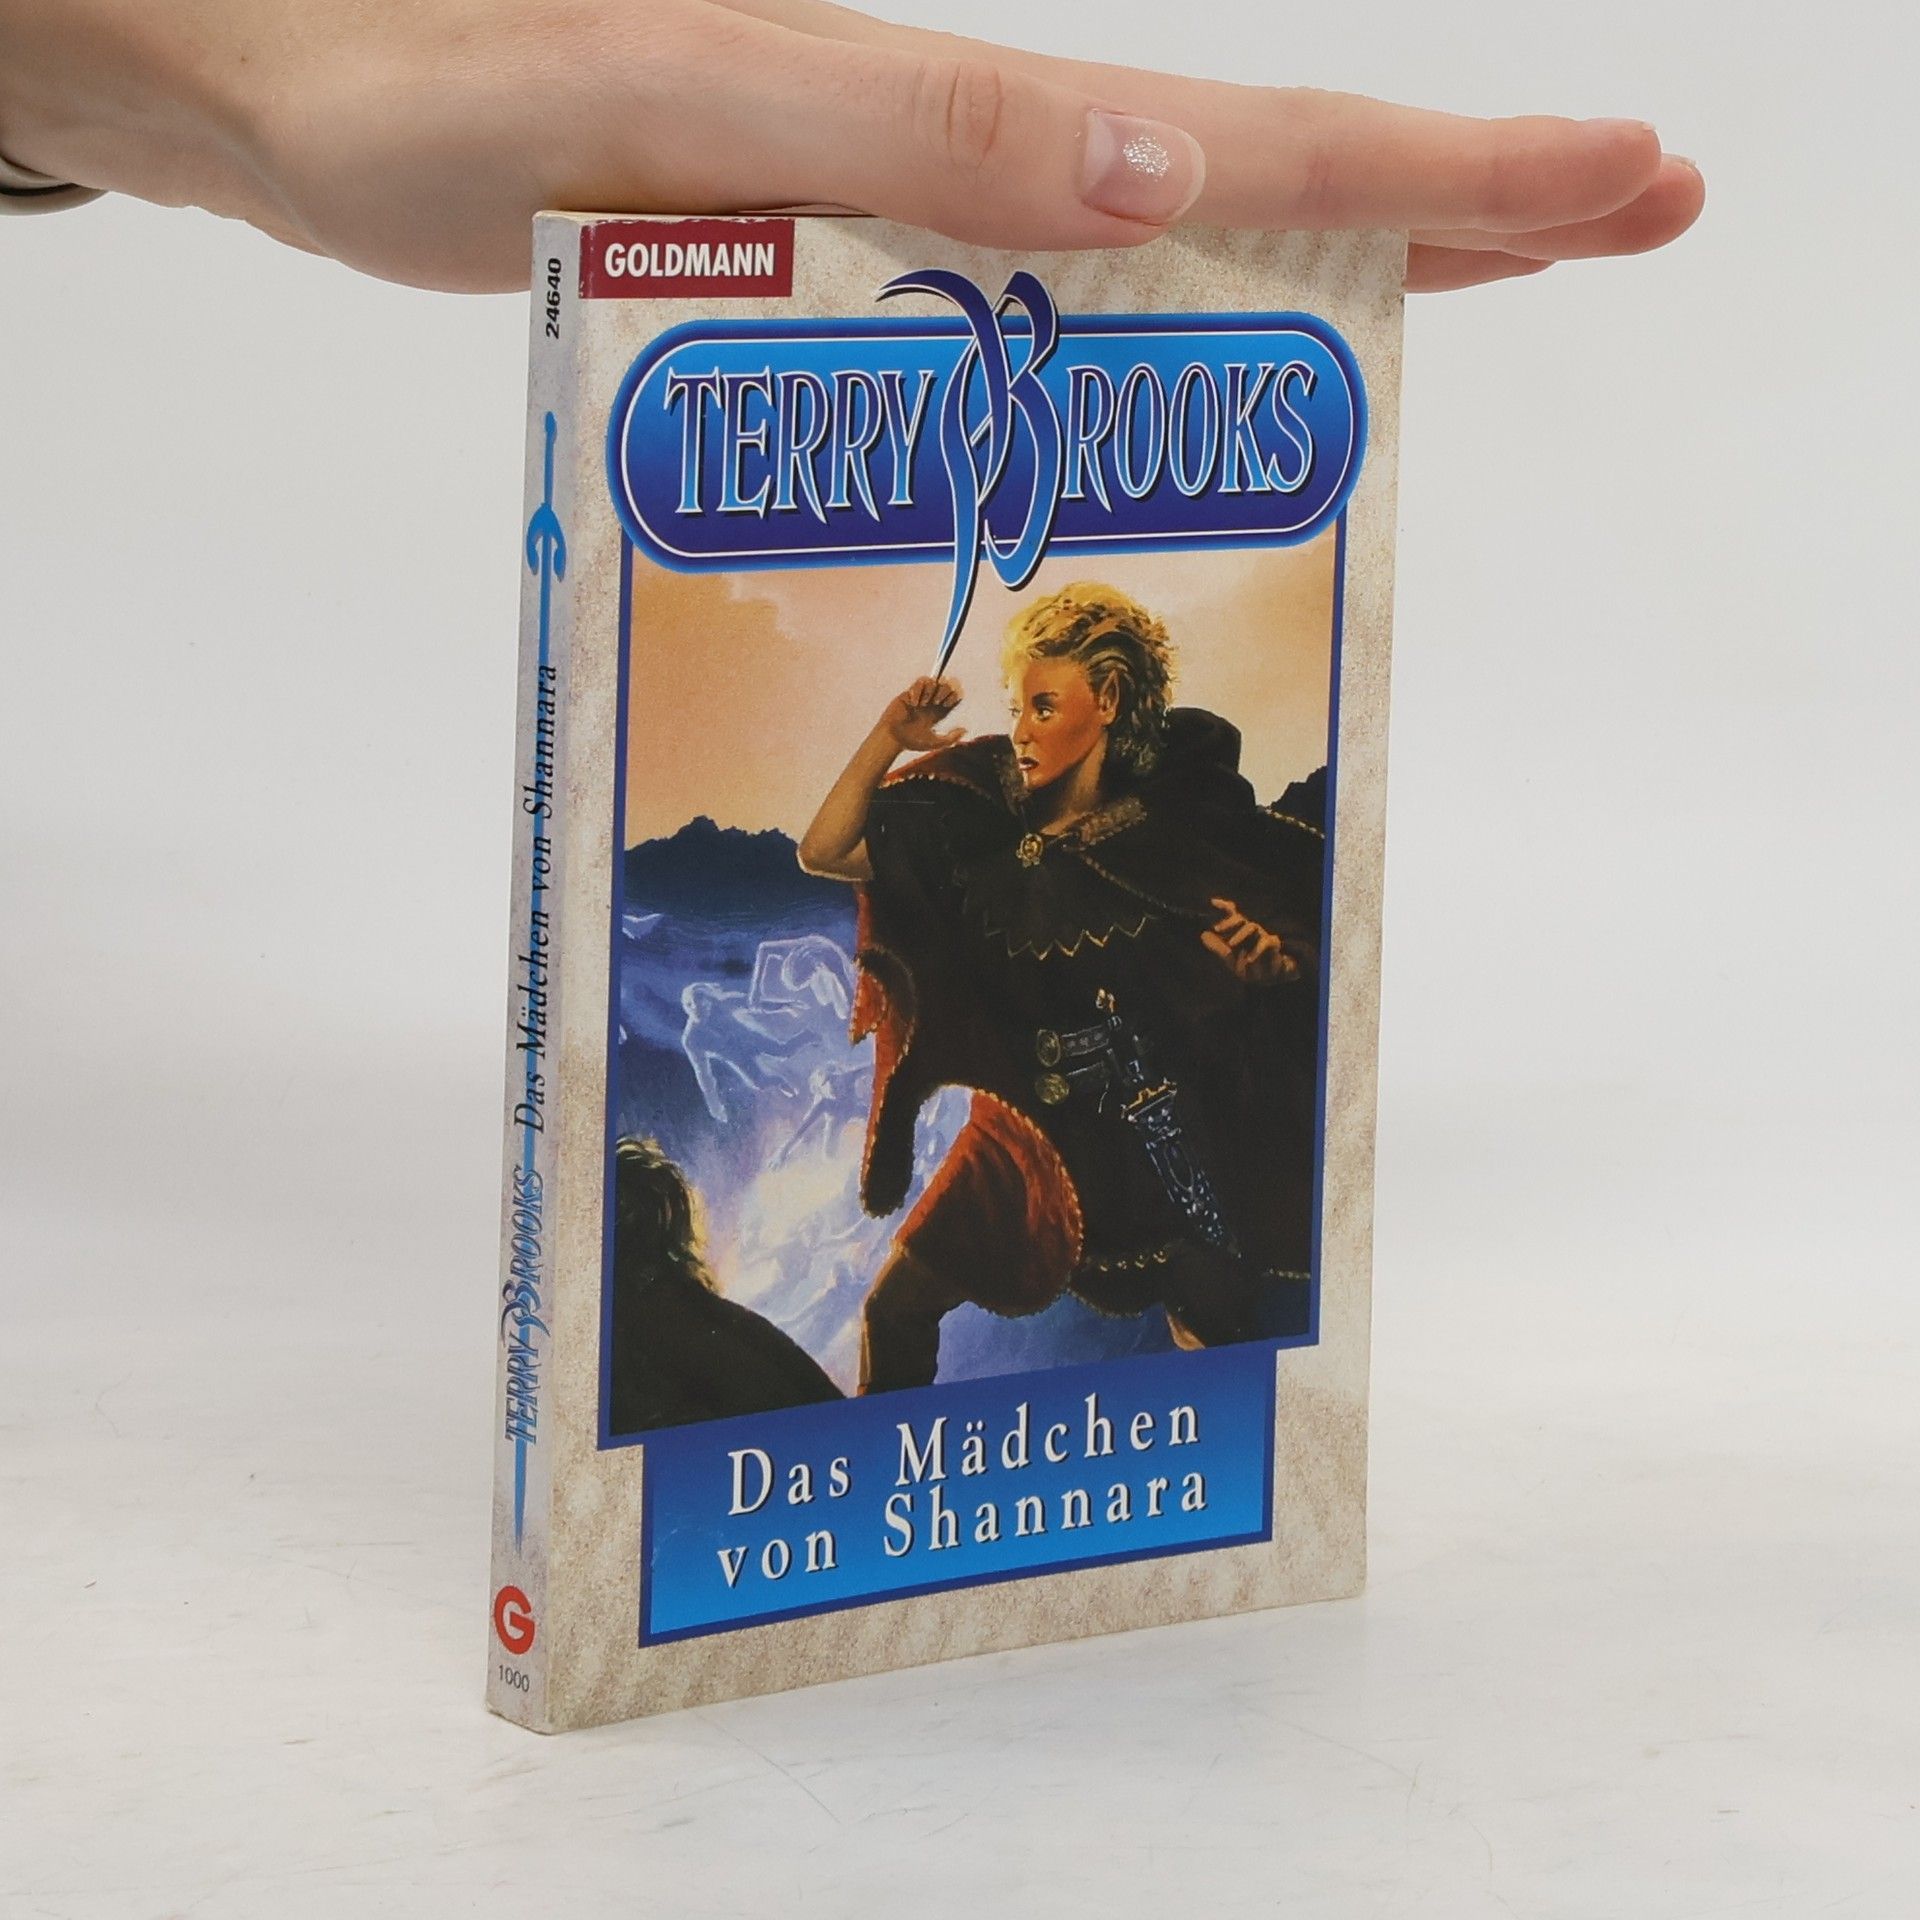 GOLDMANN
TERRY BROOKS
Das Mädchen
von Shannara
24640
TERRY BROOKS Das Mädchen von Shannara
G
1000